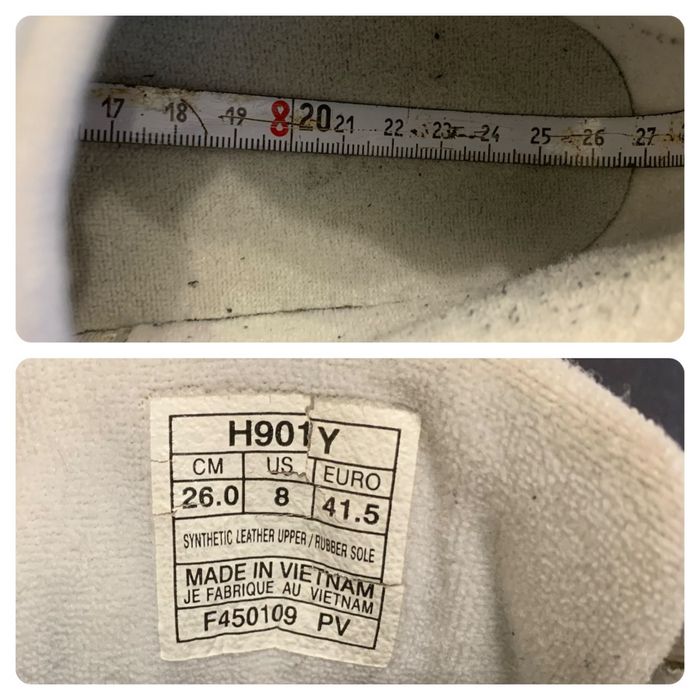 17 18 19 8 20 21 22 23 24 25 26 27
H901Y
CM US EURO
26.0 8 41.5
SYNTHETIC LEATHER UPPER / RUBBER SOLE
MADE IN VIETNAM
JE FABRIQUE AU VIETNAM
F450109 PV